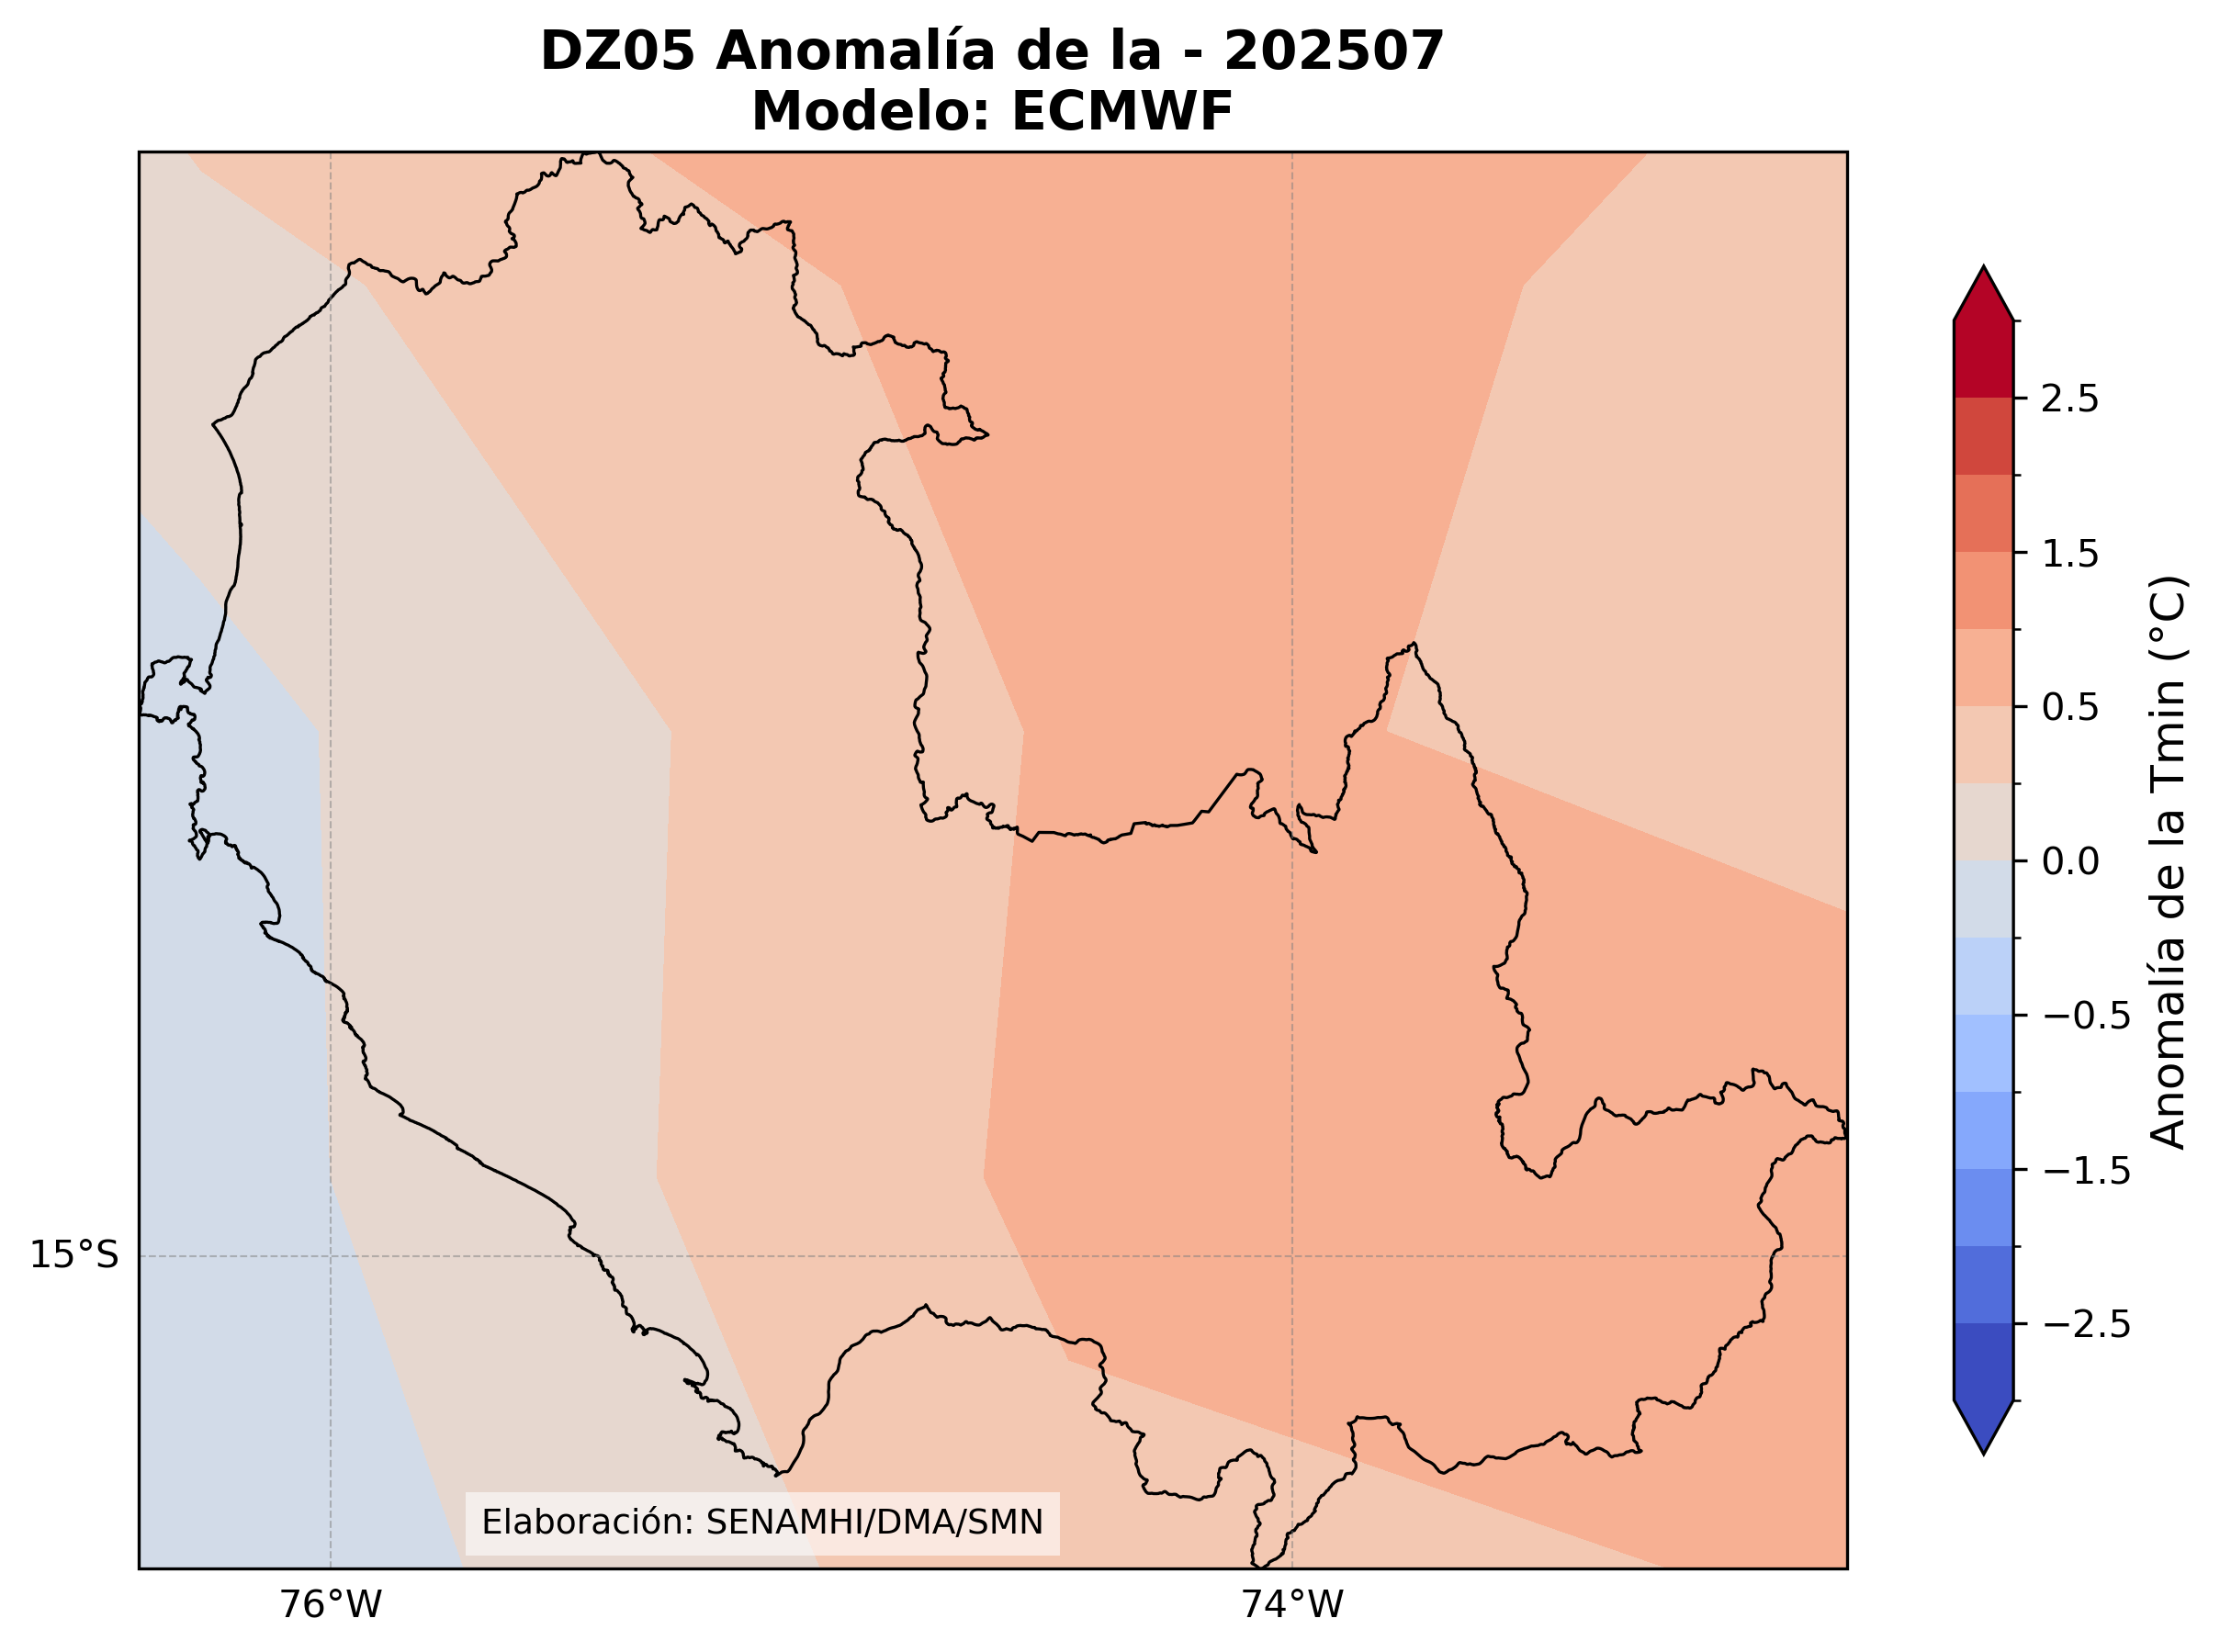 DZ05 Anomalía de la - 202507
Modelo: ECMWF
2.5
1.5
0.5
0.0
−0.5
−1.5
−2.5
Anomalía de la Tmin (°C)
15°S
Elaboración: SENAMHI/DMA/SMN
76°W
74°W